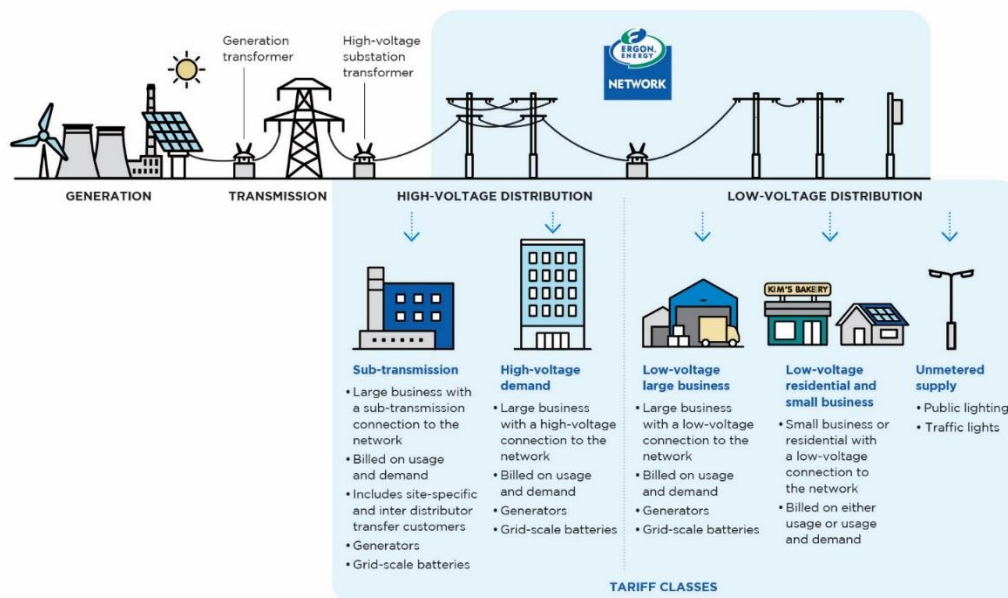 Generation
transformer
High-voltage
substation
transformer
ERGON.
ENERGY
NETWORK
GENERATION
TRANSMISSION
HIGH-VOLTAGE DISTRIBUTION
LOW-VOLTAGE DISTRIBUTION
KIM'S BAKERY
Sub-transmission
• Large business with
a sub-transmission
connection to the
network
• Billed on usage
and demand
• Includes site-specific
and inter distributor
transfer customers
• Generators
• Grid-scale batteries
High-voltage
demand
• Large business
with a high-voltage
connection to the
network
• Billed on usage
and demand
• Generators
• Grid-scale batteries
Low-voltage
large business
• Large business
with a low-voltage
connection to the
network
• Billed on usage
and demand
• Generators
• Grid-scale batteries
Low-voltage
residential and
small business
• Small business or
residential with
a low-voltage
connection to
the network
• Billed on either
usage or usage
and demand
Unmetered
supply
• Public lighting
• Traffic lights
TARIFF CLASSES